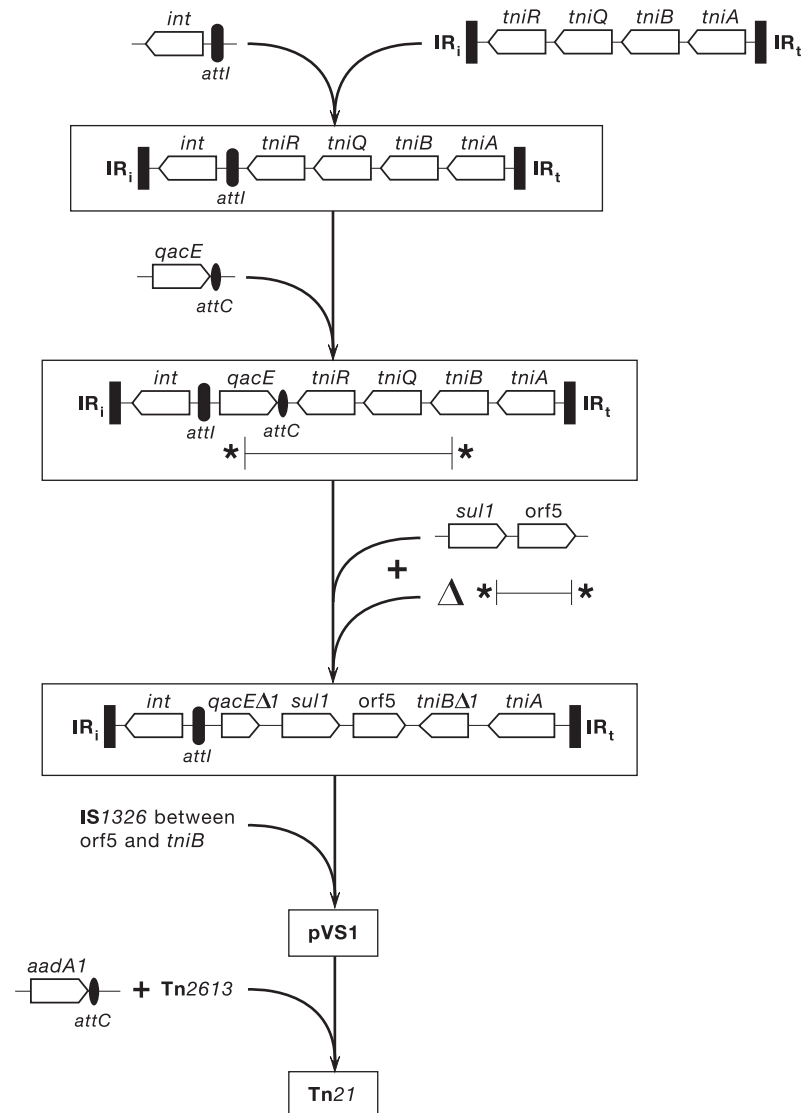 int
attI
IRi tniR tniQ tniB tniA IRt
int tniR tniQ tniB tniA
IRi IRt
attI
qacE
attC
int qacE tniR tniQ tniB tniA
IRi IRt
attI attC
* *
sul1 orf5
+
Δ * *
int qacEΔ1 sul1 orf5 tniBΔ1 tniA
IRi IRt
attI
IS1326 between
orf5 and tniB
pVS1
aadA1
+ Tn2613
attC
Tn21